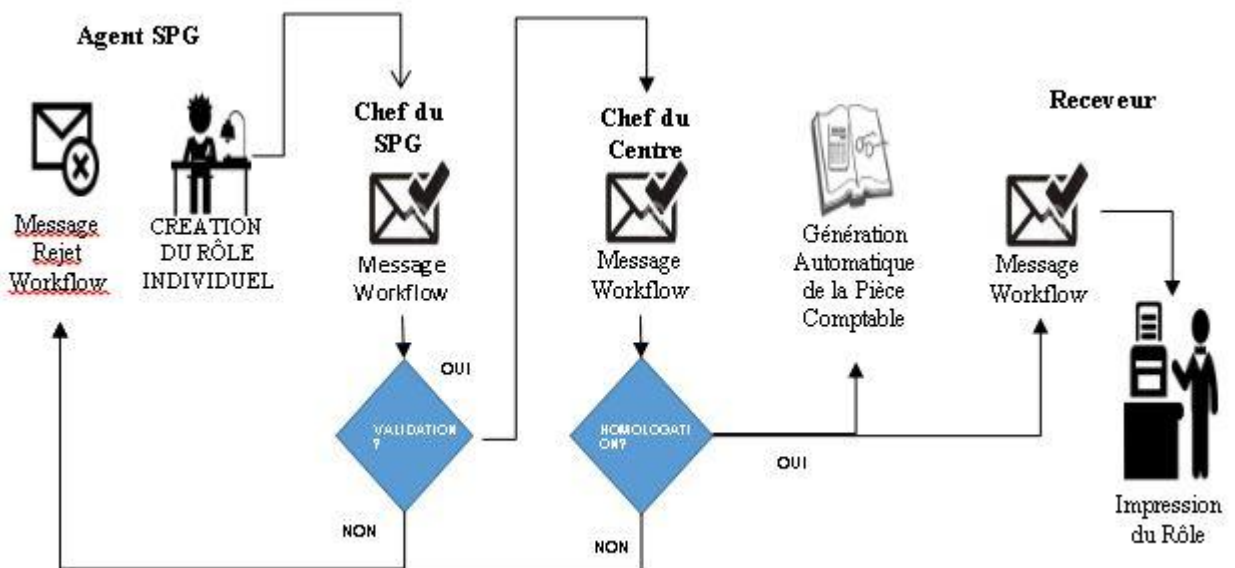 Agent SPG
Message
Rejet
Workflow
CREATION
DU RÔLE
INDIVIDUEL
Chef du
SPG
Message
Workflow
VALIDATION
?
OUI
NON
Chef du
Centre
Message
Workflow
HOMOLOGATI
ON?
OUI
NON
Génération
Automatique
de la Pièce
Comptable
Receveur
Message
Workflow
Impression
du Rôle